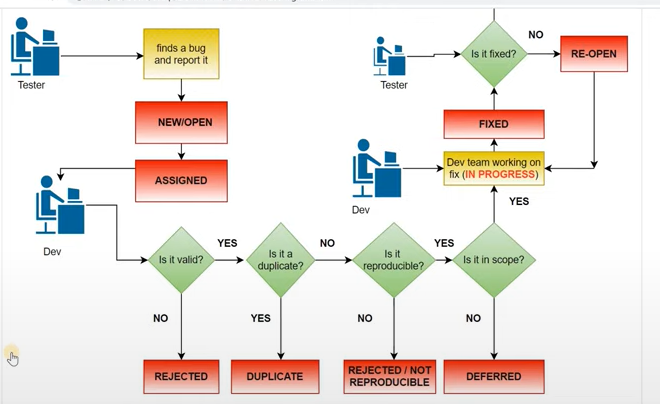 Tester
finds a bug
and report it
NEW/OPEN
ASSIGNED
Dev
Is it valid?
YES
NO
REJECTED
Is it a
duplicate?
NO
YES
DUPLICATE
Is it
reproducible?
YES
NO
REJECTED / NOT
REPRODUCIBLE
Is it in scope?
YES
NO
DEFERRED
Dev
Dev team working on
fix (IN PROGRESS)
FIXED
Tester
Is it fixed?
NO
RE-OPEN